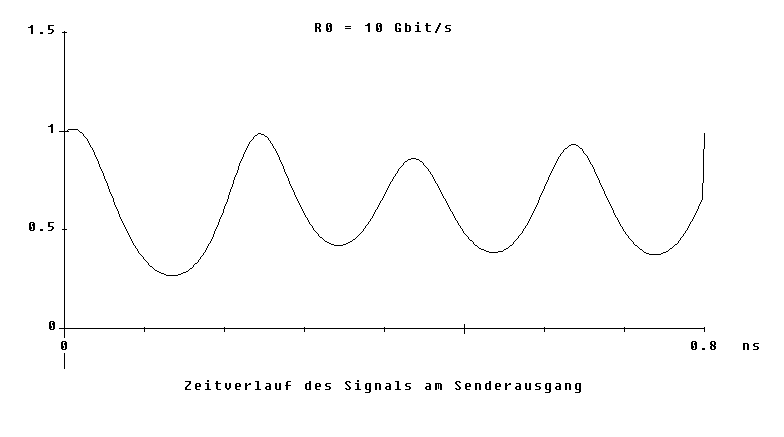 R0 = 10 Gbit/s
1.5
1
0.5
0
0 0.8 ns
Zeitverlauf des Signals am Senderausgang